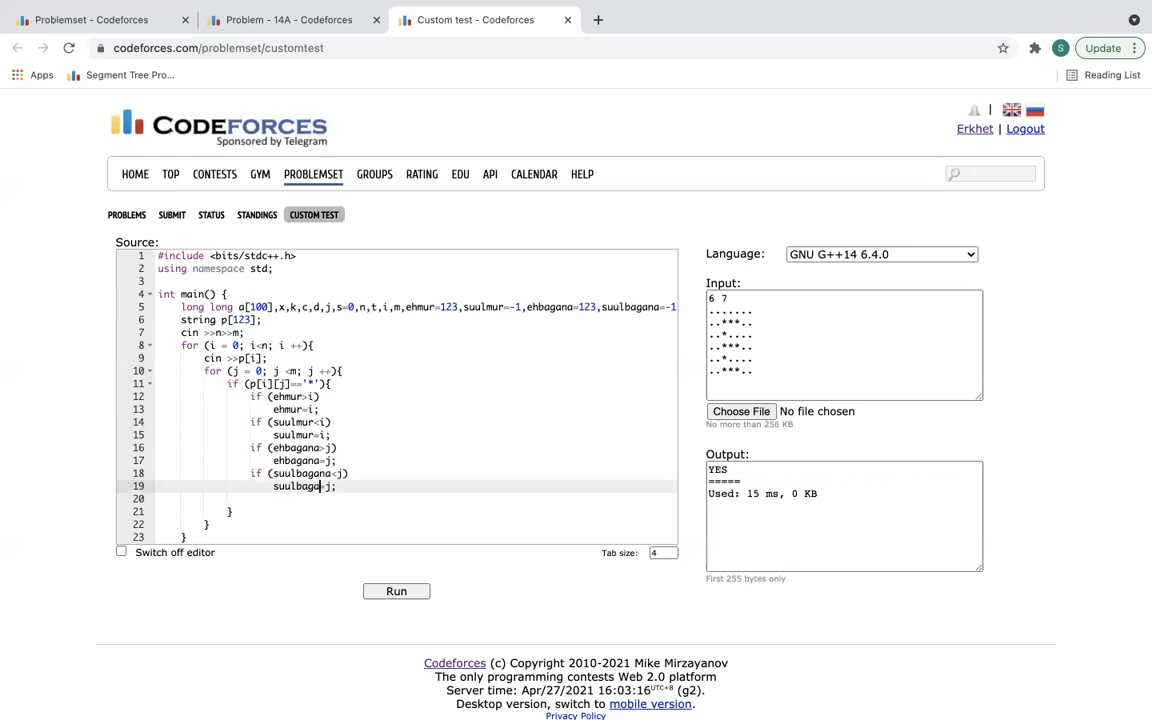 Problemset - Codeforces
Problem - 14A - Codeforces
Custom test - Codeforces
codeforces.com/problemset/customtest
S
Update
Apps
Segment Tree Pro...
Reading List
CODEFORCES
Sponsored by Telegram
|
Erkhet | Logout
HOME TOP CONTESTS GYM PROBLEMSET GROUPS RATING EDU API CALENDAR HELP
PROBLEMS SUBMIT STATUS STANDINGS CUSTOM TEST
Source:
1 #include <bits/stdc++.h>
2 using namespace std;
3
4 int main() {
5 long long a[100],x,k,c,d,j,s=0,n,t,i,m,ehmur=123,suulmur=-1,ehbagana=123,suulbagana=-1
6 string p[123];
7 cin >>n>>m;
8 for (i = 0; i<n; i ++){
9 cin >>p[i];
10 for (j = 0; j <m; j ++){
11 if (p[i][j]=='*'){
12 if (ehmur>i)
13 ehmur=i;
14 if (suulmur<i)
15 suulmur=i;
16 if (ehbagana>j)
17 ehbagana=j;
18 if (suulbagana<j)
19 suulbaga=j;
20
21 }
22 }
23 }
Switch off editor
Tab size: 4
Run
Language: GNU G++14 6.4.0
Input:
6 7
.......
..***..
..*....
..***..
..*....
..***..
Choose File No file chosen
No more than 256 KB
Output:
YES
=====
Used: 15 ms, 0 KB
First 255 bytes only
Codeforces (c) Copyright 2010-2021 Mike Mirzayanov
The only programming contests Web 2.0 platform
Server time: Apr/27/2021 16:03:16UTC+8 (g2).
Desktop version, switch to mobile version.
Privacy Policy